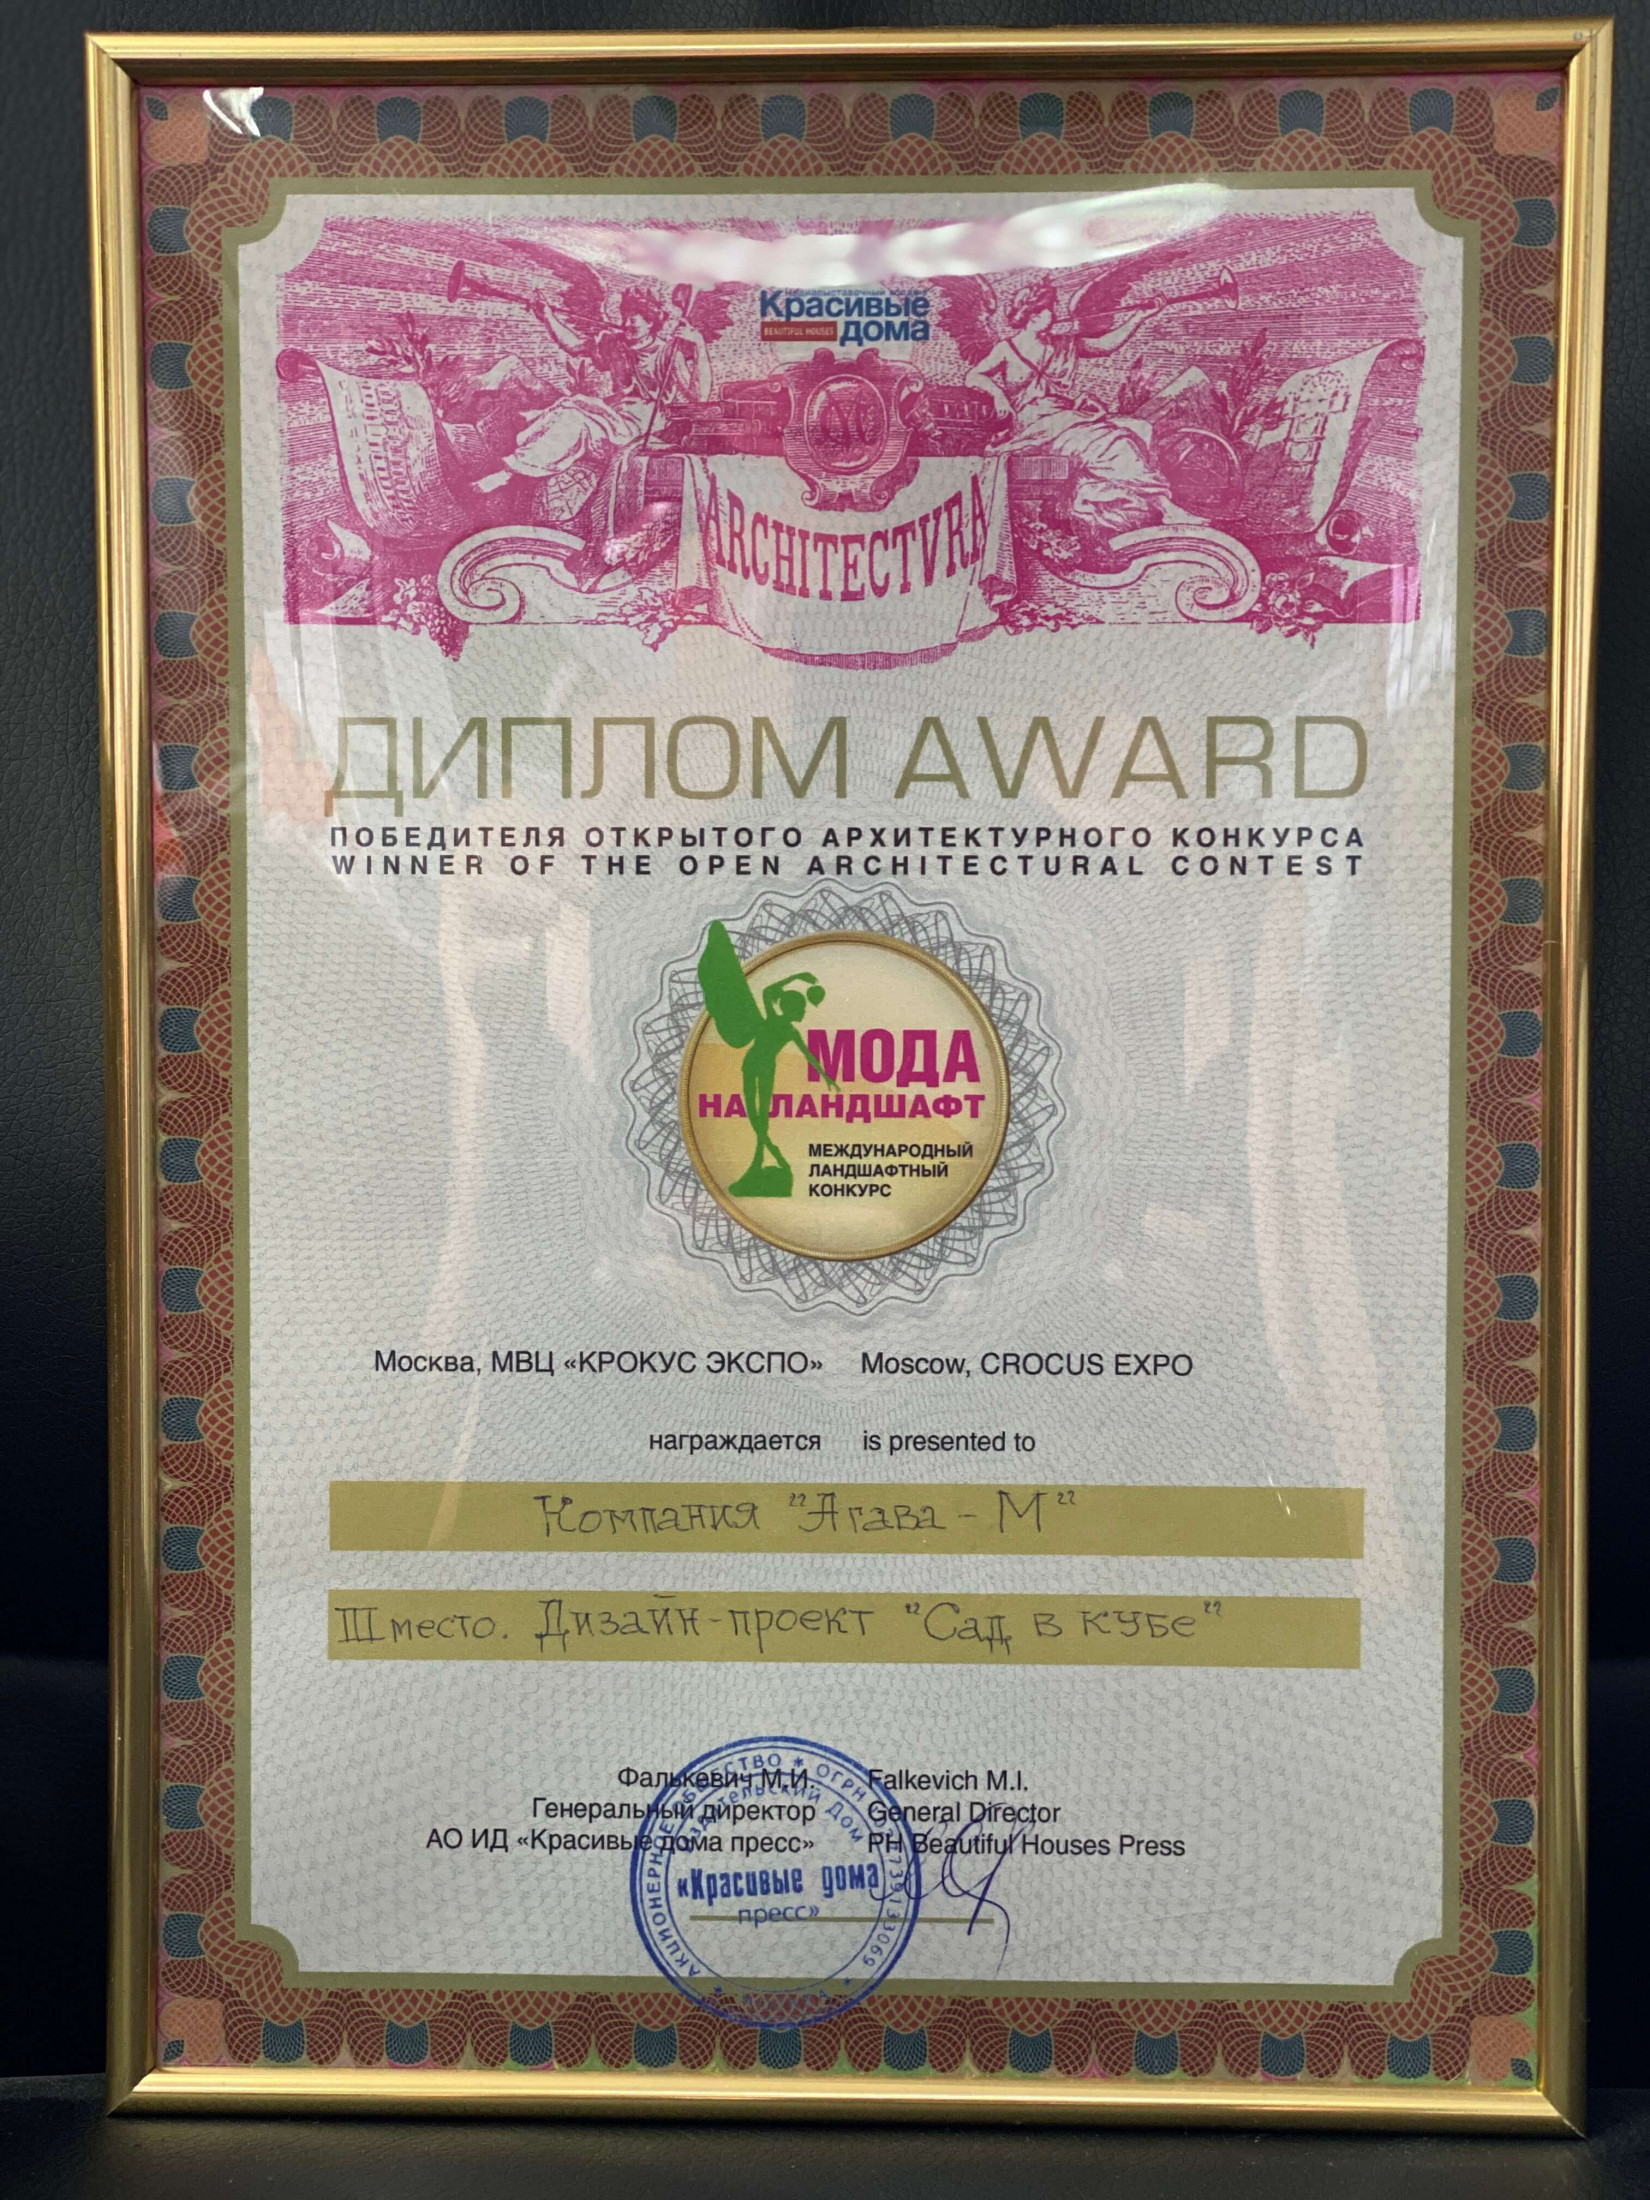 Красивые
BEAUTIFUL HOUSES дома
ARCHITECTVRA
ДИПЛОМ AWARD
ПОБЕДИТЕЛЯ ОТКРЫТОГО АРХИТЕКТУРНОГО КОНКУРСА
WINNER OF THE OPEN ARCHITECTURAL CONTEST
МОДА
НА ЛАНДШАФТ
МЕЖДУНАРОДНЫЙ
ЛАНДШАФТНЫЙ
КОНКУРС
Москва, МВЦ «КРОКУС ЭКСПО» Moscow, CROCUS EXPO
награждается is presented to
Компания "Агава-М"
III место. Дизайн-проект "Сад в кубе"
Фалькевич М.И. Falkevich M.I.
Генеральный директор General Director
АО ИД «Красивые дома пресс» PH Beautiful Houses Press
АКЦИОНЕРНОЕ ОБЩЕСТВО * ОГРН
ИЗДАТЕЛЬСКИЙ ДОМ
«Красивые дома
пресс»